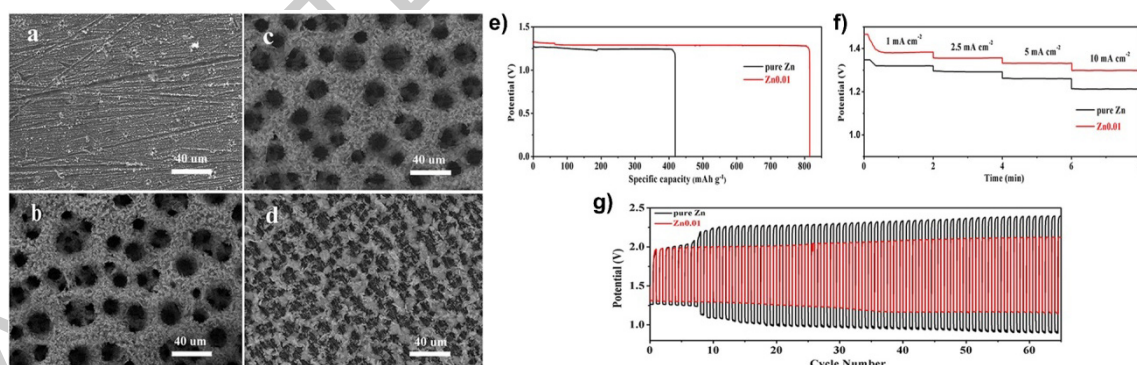 a
40 um
c
40 um
b
40 um
d
40 um
e)
1.5
1.0
0.5
0.0
Potential (V)
pure Zn
Zn0.01
0 100 200 300 400 500 600 700 800
Specific capacity (mAh g⁻¹)
f)
1.4
1.2
1.0
Potential (V)
1 mA cm⁻²
2.5 mA cm⁻²
5 mA cm⁻²
10 mA cm⁻²
pure Zn
Zn0.01
0 2 4 6
Time (min)
g)
2.5
2.0
1.5
1.0
Potential (V)
pure Zn
Zn0.01
0 10 20 30 40 50 60
Cycle Number